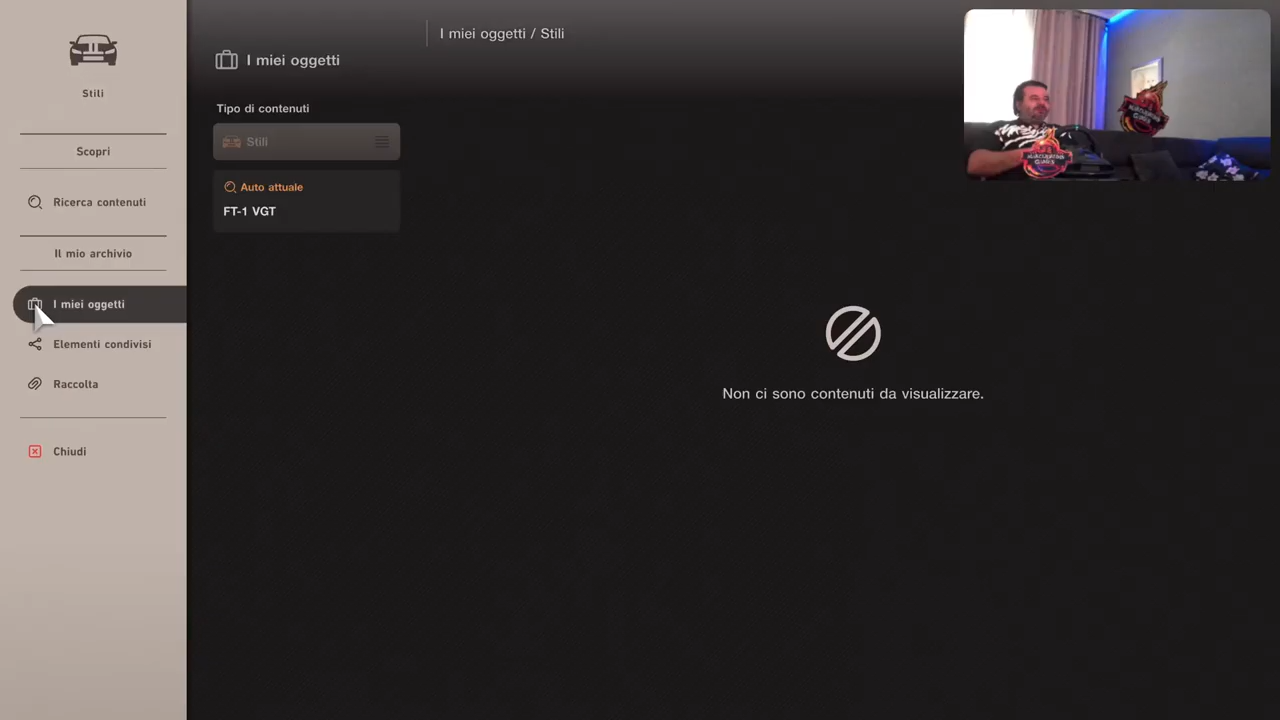 Stili
Scopri
Ricerca contenuti
Il mio archivio
I miei oggetti
Elementi condivisi
Raccolta
Chiudi
I miei oggetti
I miei oggetti / Stili
Tipo di contenuti
Stili
Auto attuale
FT-1 VGT
Non ci sono contenuti da visualizzare.